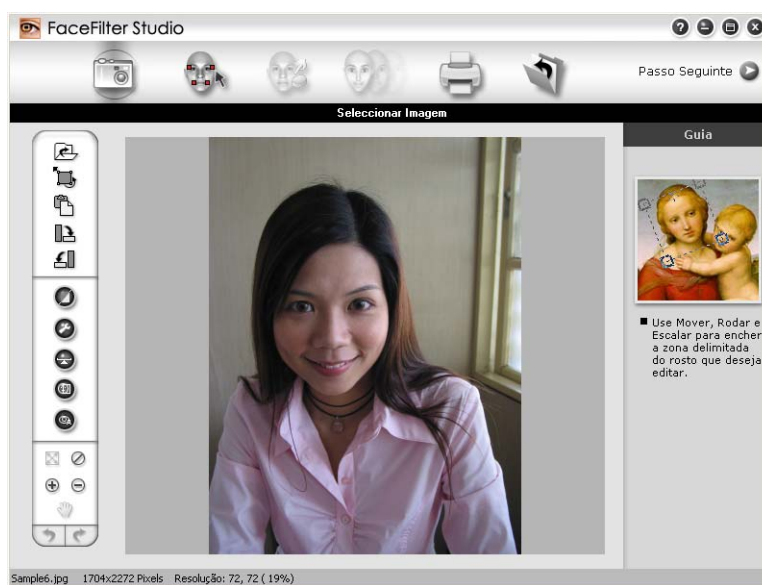 FaceFilter Studio
Passo Seguinte
Seleccionar Imagem
Guia
Use Mover, Rodar e
Escalar para encher
a zona delimitada
do rosto que deseja
editar.
Sample6.jpg 1704x2272 Pixels Resolução: 72, 72 ( 19%)